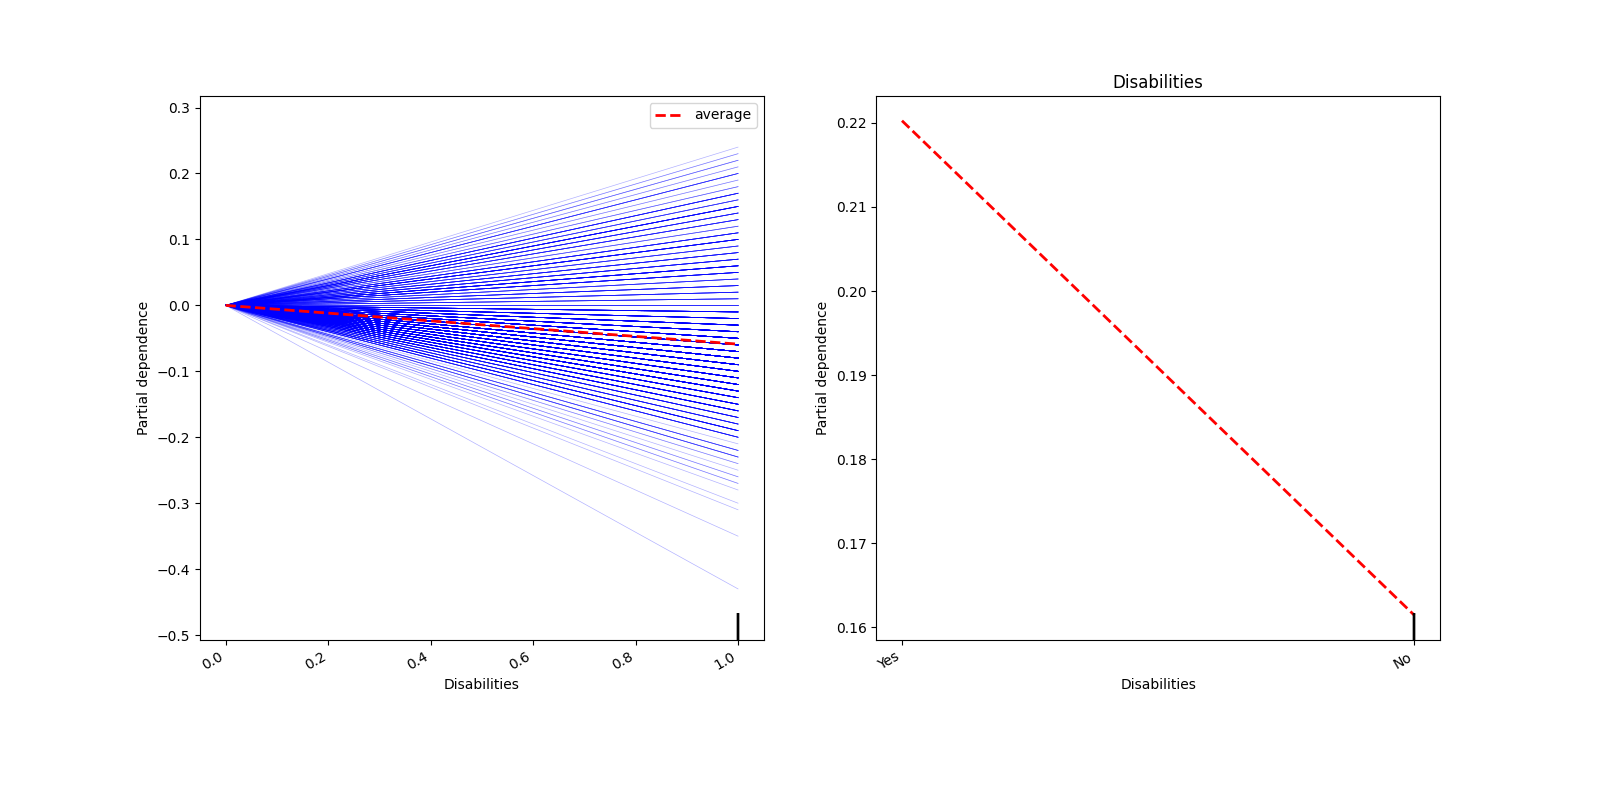 average
0.3
0.2
0.1
0.0
−0.1
−0.2
−0.3
−0.4
−0.5
Partial dependence
0.0 0.2 0.4 0.6 0.8 1.0
Disabilities
Disabilities
0.22
0.21
0.20
0.19
0.18
0.17
0.16
Partial dependence
Yes No
Disabilities